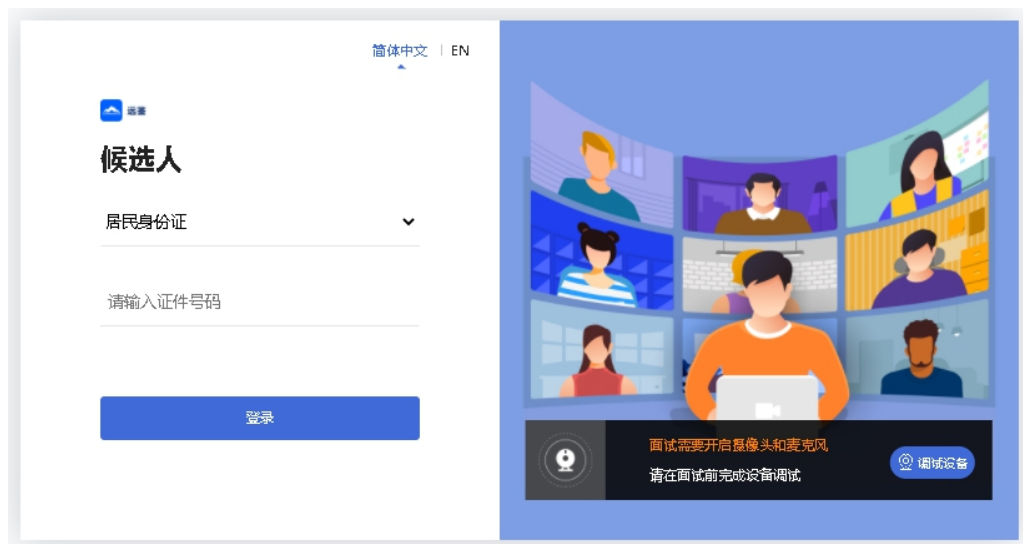 简体中文 | EN
远鉴
候选人
居民身份证
请输入证件号码
登录
面试需要开启摄像头和麦克风
请在面试前完成设备调试
调试设备